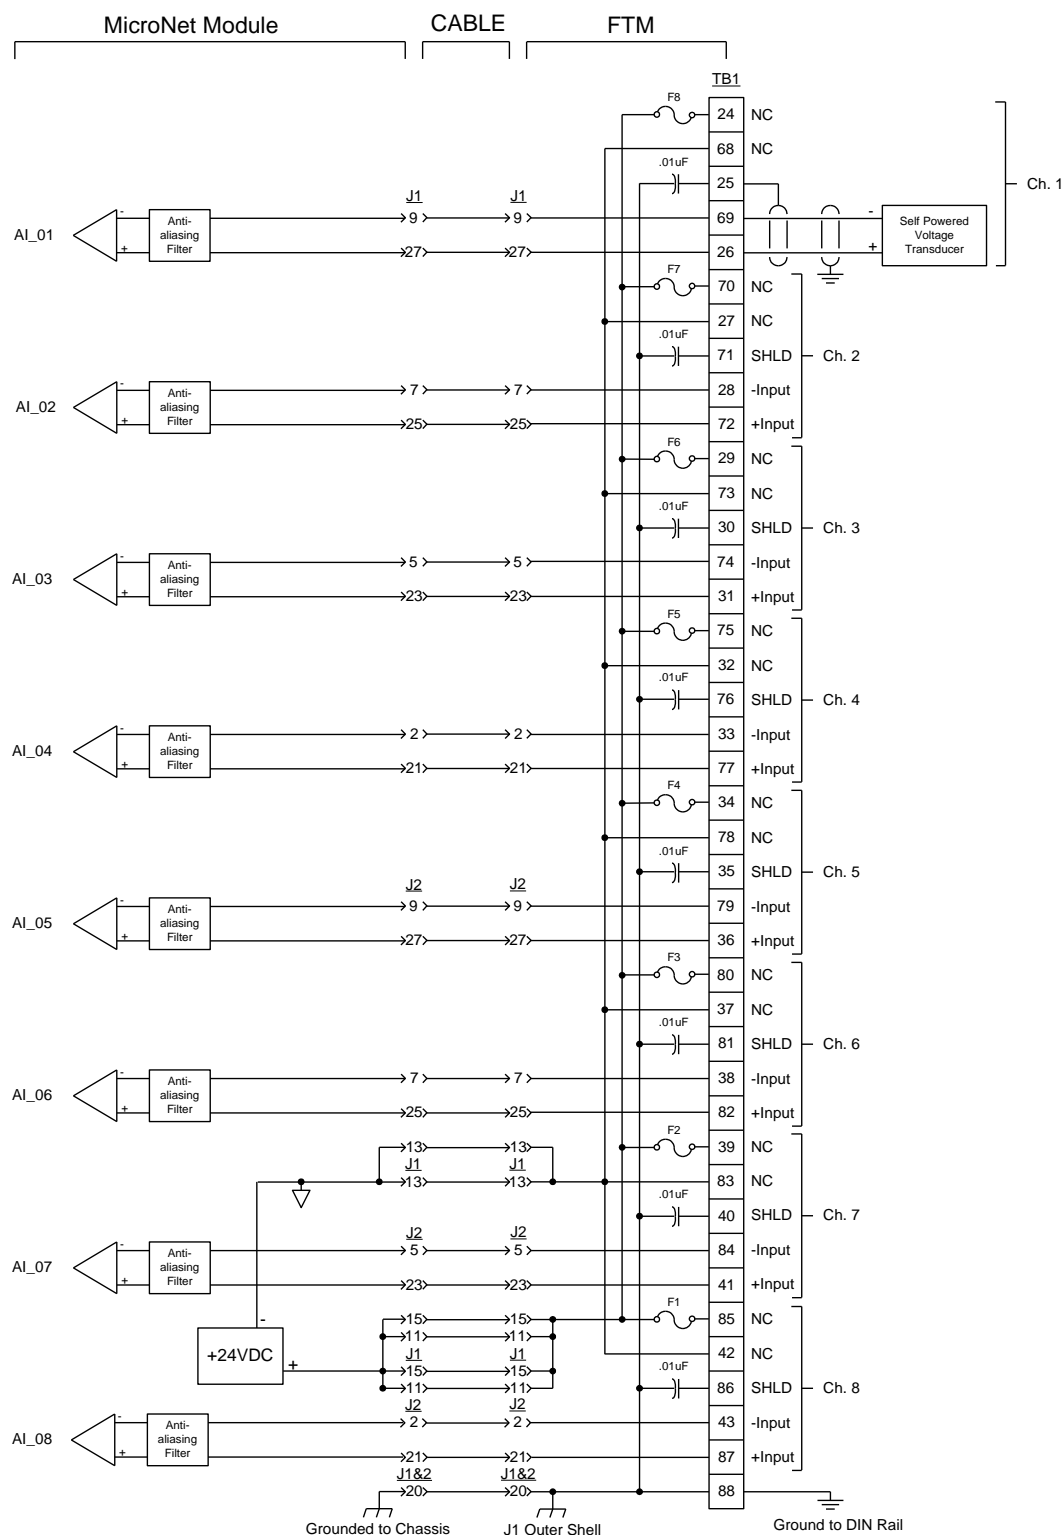 MicroNet Module CABLE FTM
TB1
F8
24 NC
68 NC
.01uF
25
Ch. 1
J1 J1
AI_01 - + Anti-aliasing Filter 9 9 69 -
27 27 26 +
Self Powered Voltage Transducer
F7
70 NC
27 NC
.01uF
71 SHLD Ch. 2
AI_02 - + Anti-aliasing Filter 7 7 28 -Input
25 25 72 +Input
F6
29 NC
73 NC
.01uF
30 SHLD Ch. 3
AI_03 - + Anti-aliasing Filter 5 5 74 -Input
23 23 31 +Input
F5
75 NC
32 NC
.01uF
76 SHLD Ch. 4
AI_04 - + Anti-aliasing Filter 2 2 33 -Input
21 21 77 +Input
F4
34 NC
78 NC
.01uF
35 SHLD Ch. 5
J2 J2
AI_05 - + Anti-aliasing Filter 9 9 79 -Input
27 27 36 +Input
F3
80 NC
37 NC
.01uF
81 SHLD Ch. 6
AI_06 - + Anti-aliasing Filter 7 7 38 -Input
25 25 82 +Input
F2
13 13 39 NC
J1 J1
13 13 83 NC
.01uF
40 SHLD Ch. 7
J2 J2
AI_07 - + Anti-aliasing Filter 5 5 84 -Input
23 23 41 +Input
F1
15 15 85 NC
11 11
- +24VDC +
J1 J1
42 NC
15 15
.01uF
11 11 86 SHLD Ch. 8
J2 J2
AI_08 - + Anti-aliasing Filter 2 2 43 -Input
21 21 87 +Input
J1&2 J1&2
20 20 88
Grounded to Chassis J1 Outer Shell Ground to DIN Rail